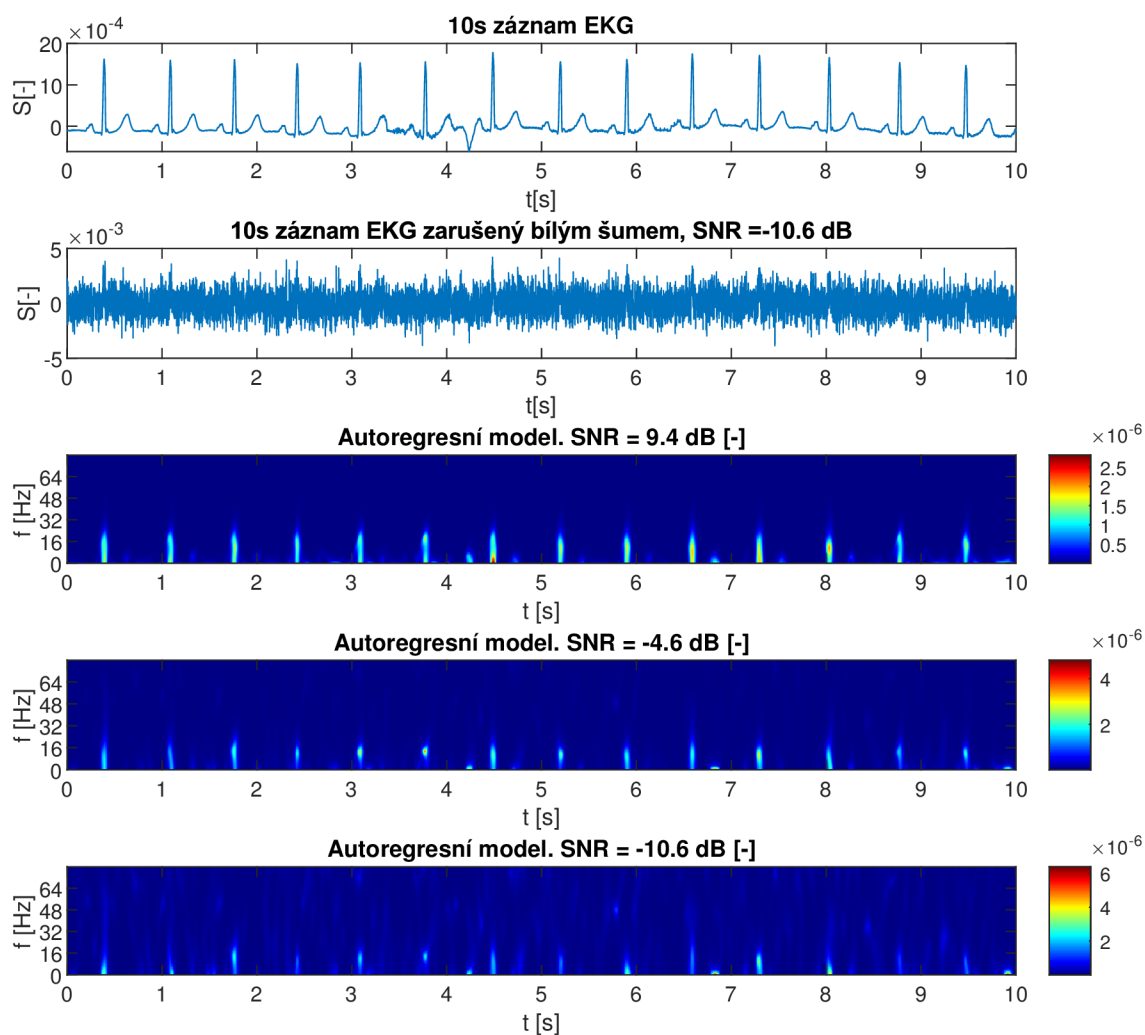 10s záznam EKG
×10⁻⁴
20
10
0
S[-]
0 1 2 3 4 5 6 7 8 9 10
t[s]
10s záznam EKG zarušený bílým šumem, SNR =-10.6 dB
×10⁻³
5
0
-5
S[-]
0 1 2 3 4 5 6 7 8 9 10
t[s]
Autoregresní model. SNR = 9.4 dB [-]
×10⁻⁶
64
48
32
16
0
f [Hz]
2.5
2
1.5
1
0.5
0 1 2 3 4 5 6 7 8 9 10
t [s]
Autoregresní model. SNR = -4.6 dB [-]
×10⁻⁶
64
48
32
16
0
f [Hz]
4
2
0 1 2 3 4 5 6 7 8 9 10
t [s]
Autoregresní model. SNR = -10.6 dB [-]
×10⁻⁶
64
48
32
16
0
f [Hz]
6
4
2
0 1 2 3 4 5 6 7 8 9 10
t [s]